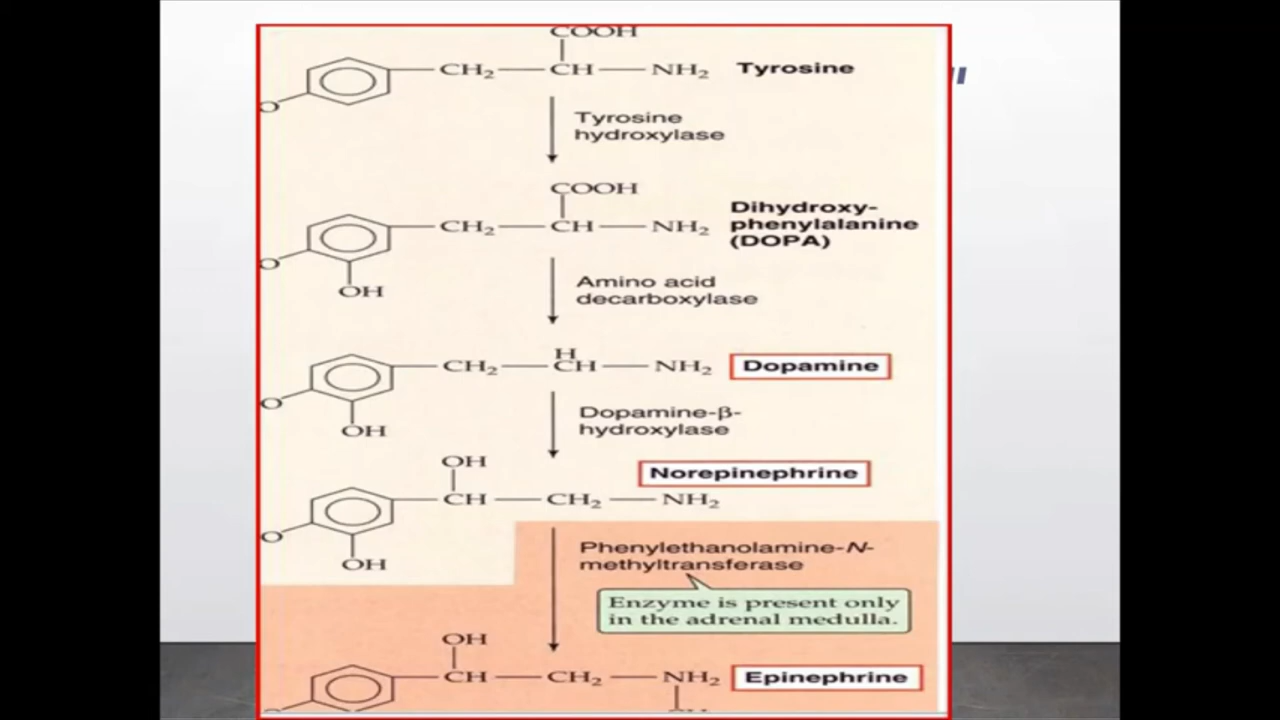 COOH
CH₂ — CH — NH₂ Tyrosine
O
Tyrosine
hydroxylase
COOH
CH₂ — CH — NH₂
Dihydroxy-
phenylalanine
(DOPA)
O
OH
Amino acid
decarboxylase
H
CH₂ — CH — NH₂ Dopamine
O
OH
Dopamine-β-
hydroxylase
OH
Norepinephrine
CH — CH₂ — NH₂
O
OH
Phenylethanolamine-N-
methyltransferase
Enzyme is present only
in the adrenal medulla.
OH
CH — CH₂ — NH₂ Epinephrine